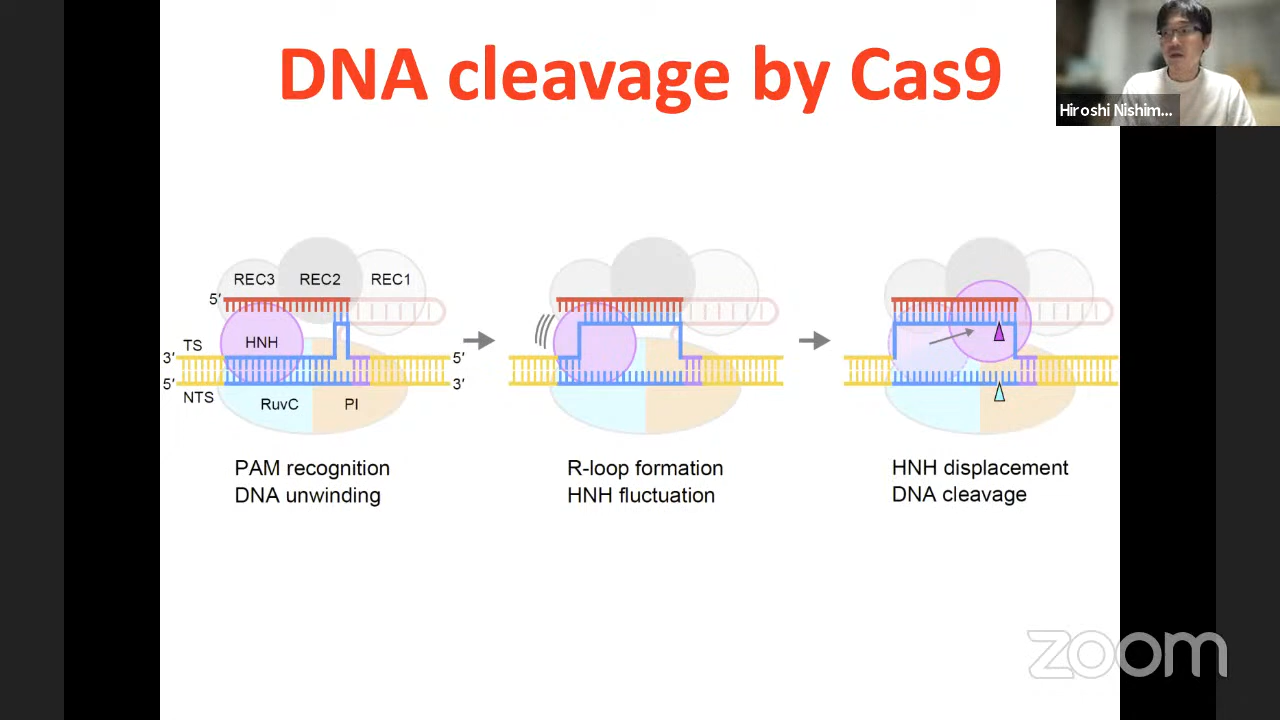 DNA cleavage by Cas9
Hiroshi Nishim...
REC3 REC2 REC1
5′
TS
HNH
3′ 5′
5′ 3′
NTS
RuvC PI
PAM recognition
DNA unwinding
R-loop formation
HNH fluctuation
HNH displacement
DNA cleavage
zoom